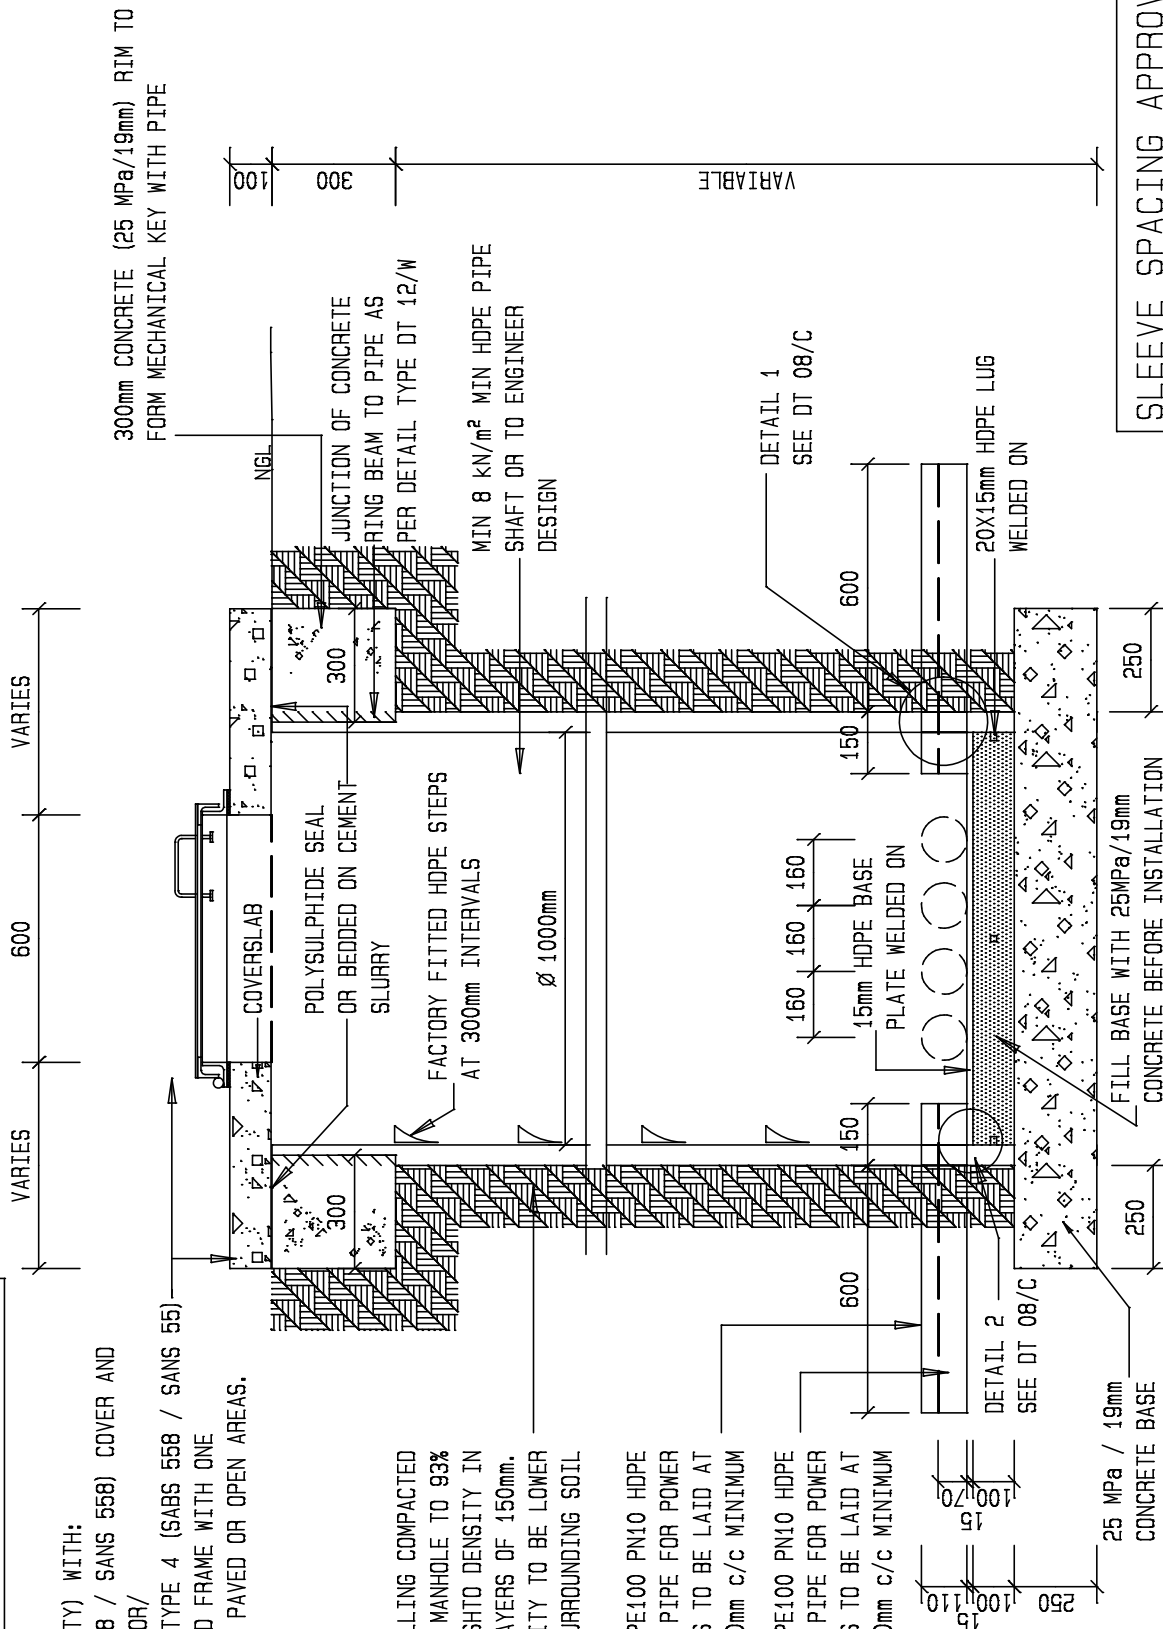 VARIES
600
VARIES
300mm CONCRETE (25 MPa/19mm) RIM TO
FORM MECHANICAL KEY WITH PIPE
100
300
VARIABLE
NGL
JUNCTION OF CONCRETE
RING BEAM TO PIPE AS
PER DETAIL TYPE DT 12/W
MIN 8 KN/m² MIN HDPE PIPE
SHAFT OR TO ENGINEER
DESIGN
DETAIL 1
SEE DT 08/C
20X15mm HDPE LUG
WELDED ON
COVERSLAB
POLYSULPHIDE SEAL
OR BEDDED ON CEMENT
SLURRY
FACTORY FITTED HDPE STEPS
AT 300mm INTERVALS
Ø 1000mm
300
300
600
150
160
160
160
15mm HDPE BASE
PLATE WELDED ON
150
600
250
250
FILL BASE WITH 25MPa/19mm
CONCRETE BEFORE INSTALLATION
DETAIL 2
SEE DT 08/C
25 MPa / 19mm
CONCRETE BASE
70
15
100
110
15
100
250
TY) WITH:
8 / SANS 558) COVER AND
OR/
TYPE 4 (SABS 558 / SANS 55)
D FRAME WITH ONE
PAVED OR OPEN AREAS.
LLING COMPACTED
MANHOLE TO 93%
SHTO DENSITY IN
AYERS OF 150mm.
ITY TO BE LOWER
URROUNDING SOIL
PE100 PN10 HDPE
PIPE FOR POWER
S TO BE LAID AT
0mm c/c MINIMUM
PE100 PN10 HDPE
PIPE FOR POWER
S TO BE LAID AT
0mm c/c MINIMUM
SLEEVE SPACING APPROV